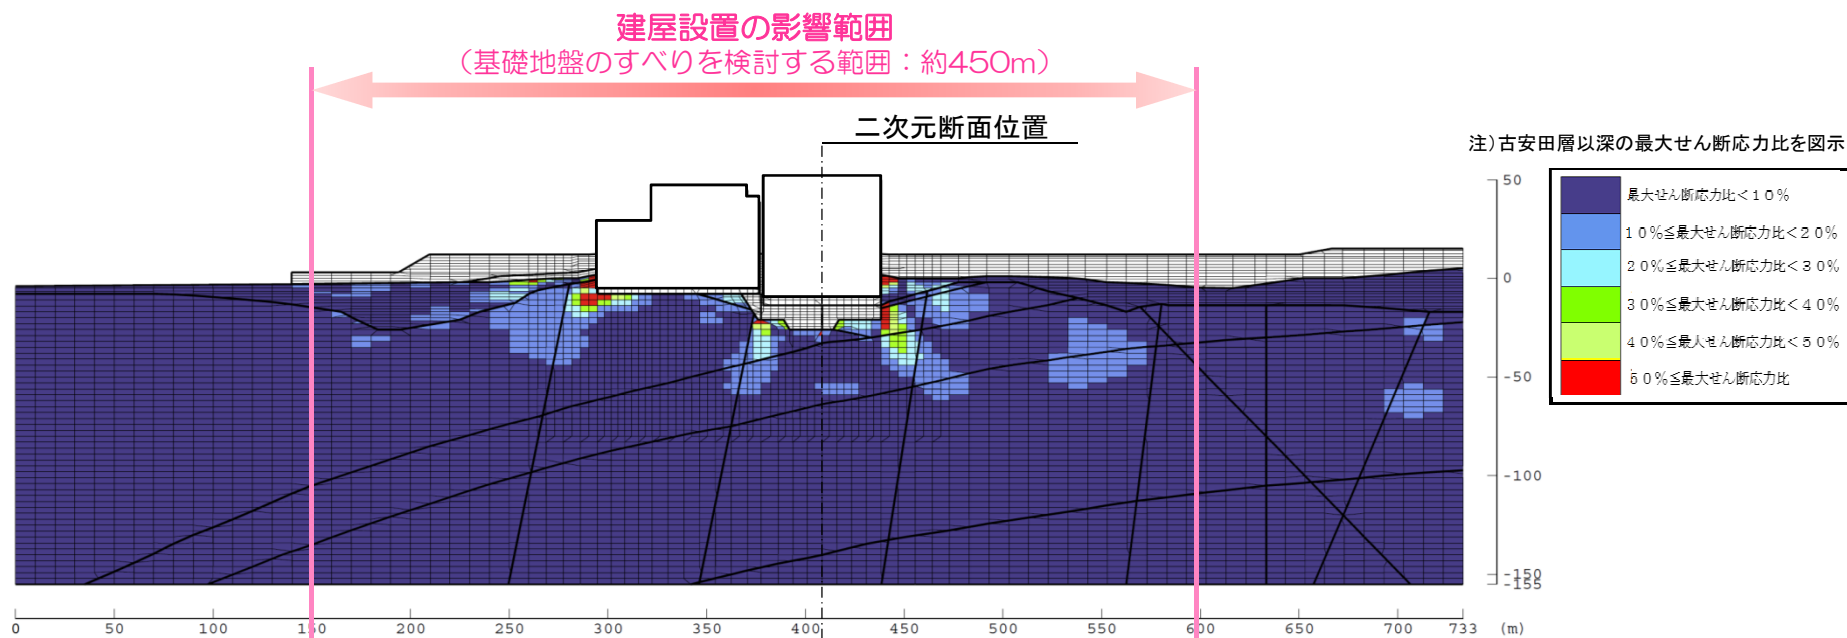 建屋設置の影響範囲
（基礎地盤のすべりを検討する範囲：約450m）
二次元断面位置
注）古安田層以深の最大せん断応力比を図示
最大せん断応力比＜１０％
１０％≦最大せん断応力比＜２０％
２０％≦最大せん断応力比＜３０％
３０％≦最大せん断応力比＜４０％
４０％≦最大せん断応力比＜５０％
５０％≦最大せん断応力比
50
0
-50
-100
-150
-155
0 50 100 150 200 250 300 350 400 450 500 550 600 650 700 733 (m)